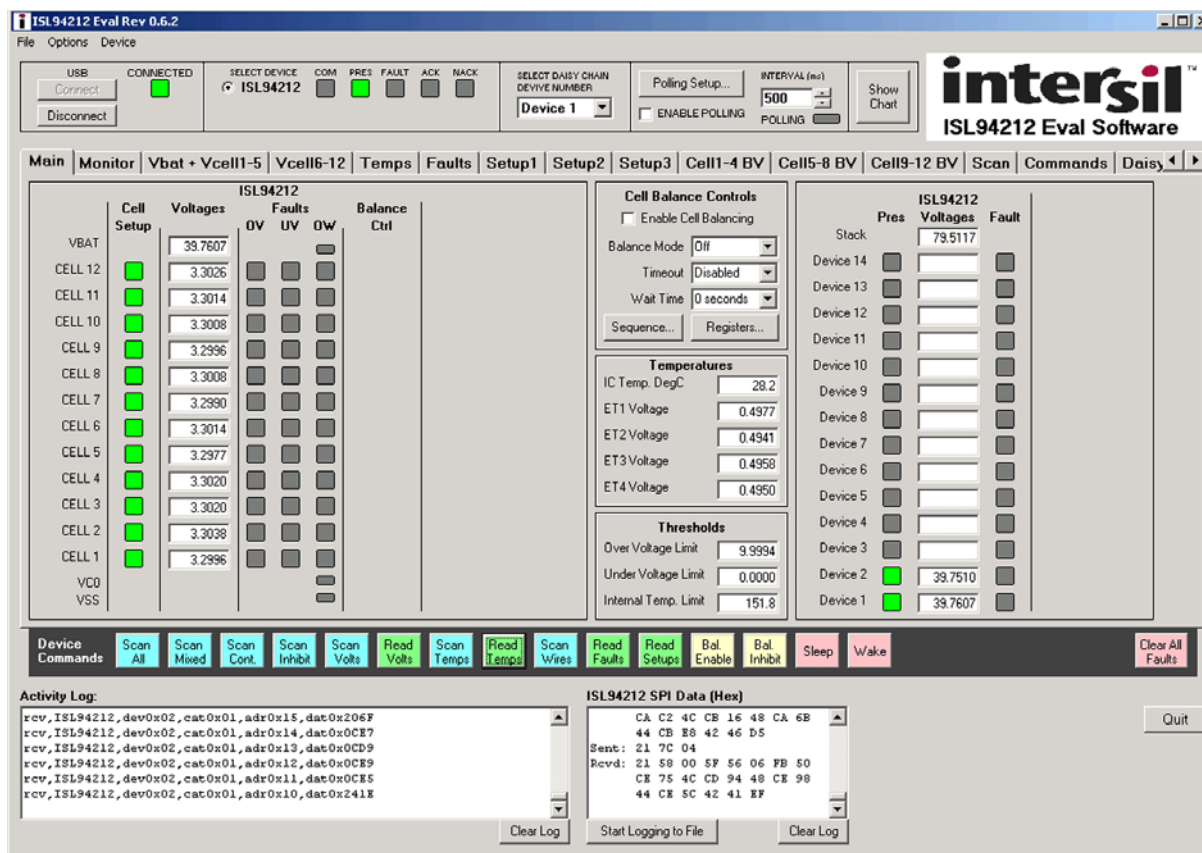 ISL94212 Eval Rev 0.6.2
File Options Device
USB CONNECTED SELECT DEVICE COM PRES FAULT ACK NACK SELECT DAISY CHAIN DEVIVE NUMBER Polling Setup... INTERVAL (ms) Show Chart
Connect ISL94212 Device 1 ENABLE POLLING 500
Disconnect POLLING
intersil™
ISL94212 Eval Software
Main Monitor Vbat + Vcell1-5 Vcell6-12 Temps Faults Setup1 Setup2 Setup3 Cell1-4 BV Cell5-8 BV Cell9-12 BV Scan Commands Daisy
ISL94212
Cell Setup Voltages Faults Balance Ctrl
OV UV OW
VBAT 39.7607
CELL 12 3.3026
CELL 11 3.3014
CELL 10 3.3008
CELL 9 3.2996
CELL 8 3.3008
CELL 7 3.2990
CELL 6 3.3014
CELL 5 3.2977
CELL 4 3.3020
CELL 3 3.3020
CELL 2 3.3038
CELL 1 3.2996
VC0
VSS
Cell Balance Controls
Enable Cell Balancing
Balance Mode Off
Timeout Disabled
Wait Time 0 seconds
Sequence... Registers...
Temperatures
IC Temp. DegC 28.2
ET1 Voltage 0.4977
ET2 Voltage 0.4941
ET3 Voltage 0.4958
ET4 Voltage 0.4950
Thresholds
Over Voltage Limit 9.9994
Under Voltage Limit 0.0000
Internal Temp. Limit 151.8
ISL94212
Pres Voltages Fault
Stack 79.5117
Device 14
Device 13
Device 12
Device 11
Device 10
Device 9
Device 8
Device 7
Device 6
Device 5
Device 4
Device 3
Device 2 39.7510
Device 1 39.7607
Device Commands Scan All Scan Mixed Scan Cont. Scan Inhibit Scan Volts Read Volts Scan Temps Read Temps Scan Wires Read Faults Read Setups Bal. Enable Bal. Inhibit Sleep Wake Clear All Faults
Activity Log:
rcv,ISL94212,dev0x02,cat0x01,adr0x15,dat0x206F
rcv,ISL94212,dev0x02,cat0x01,adr0x14,dat0x0CE7
rcv,ISL94212,dev0x02,cat0x01,adr0x13,dat0x0CD9
rcv,ISL94212,dev0x02,cat0x01,adr0x12,dat0x0CE9
rcv,ISL94212,dev0x02,cat0x01,adr0x11,dat0x0CE5
rcv,ISL94212,dev0x02,cat0x01,adr0x10,dat0x241E
Clear Log
ISL94212 SPI Data (Hex)
CA C2 4C CB 16 48 CA 6B
44 CB E8 42 46 D5
Sent: 21 7C 04
Rcvd: 21 58 00 5F 56 06 FB 50
CE 75 4C CD 94 48 CE 98
44 CE 5C 42 41 EF
Start Logging to File Clear Log
Quit